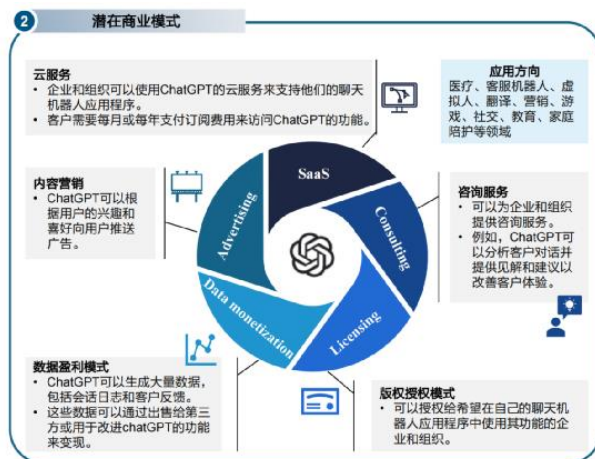 2 潜在商业模式
云服务
• 企业和组织可以使用ChatGPT的云服务来支持他们的聊天
机器人应用程序。
• 客户需要每月或每年支付订阅费用来访问ChatGPT的功能。
应用方向
医疗、客服机器人、虚
拟人、翻译、营销、游
戏、社交、教育、家庭
陪护等领域
内容营销
• ChatGPT可以根
据用户的兴趣和
喜好向用户推送
广告。
SaaS
Advertising
Consulting
Data monetization
Licensing
咨询服务
• 可以为企业和组织
提供咨询服务。
• 例如，ChatGPT可
以分析客户对话并
提供见解和建议以
改善客户体验。
数据盈利模式
• ChatGPT可以生成大量数据，
包括会话日志和客户反馈。
• 这些数据可以通过出售给第三
方或用于改进chatGPT的功能
来变现。
版权授权模式
• 可以授权给希望在自己的聊天机
器人应用程序中使用其功能的企
业和组织。